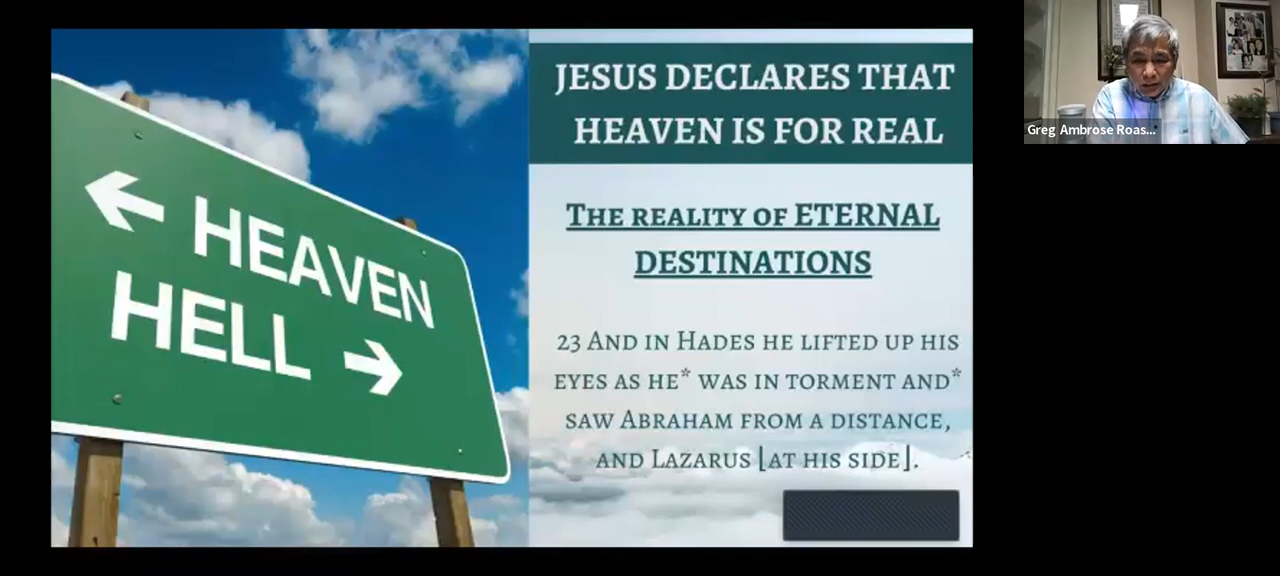 ← HEAVEN
HELL →
JESUS DECLARES THAT
HEAVEN IS FOR REAL
THE REALITY OF ETERNAL
DESTINATIONS
23 AND IN HADES HE LIFTED UP HIS
EYES AS HE* WAS IN TORMENT AND*
SAW ABRAHAM FROM A DISTANCE,
AND LAZARUS ⌊AT HIS SIDE⌋.
Greg Ambrose Roas...